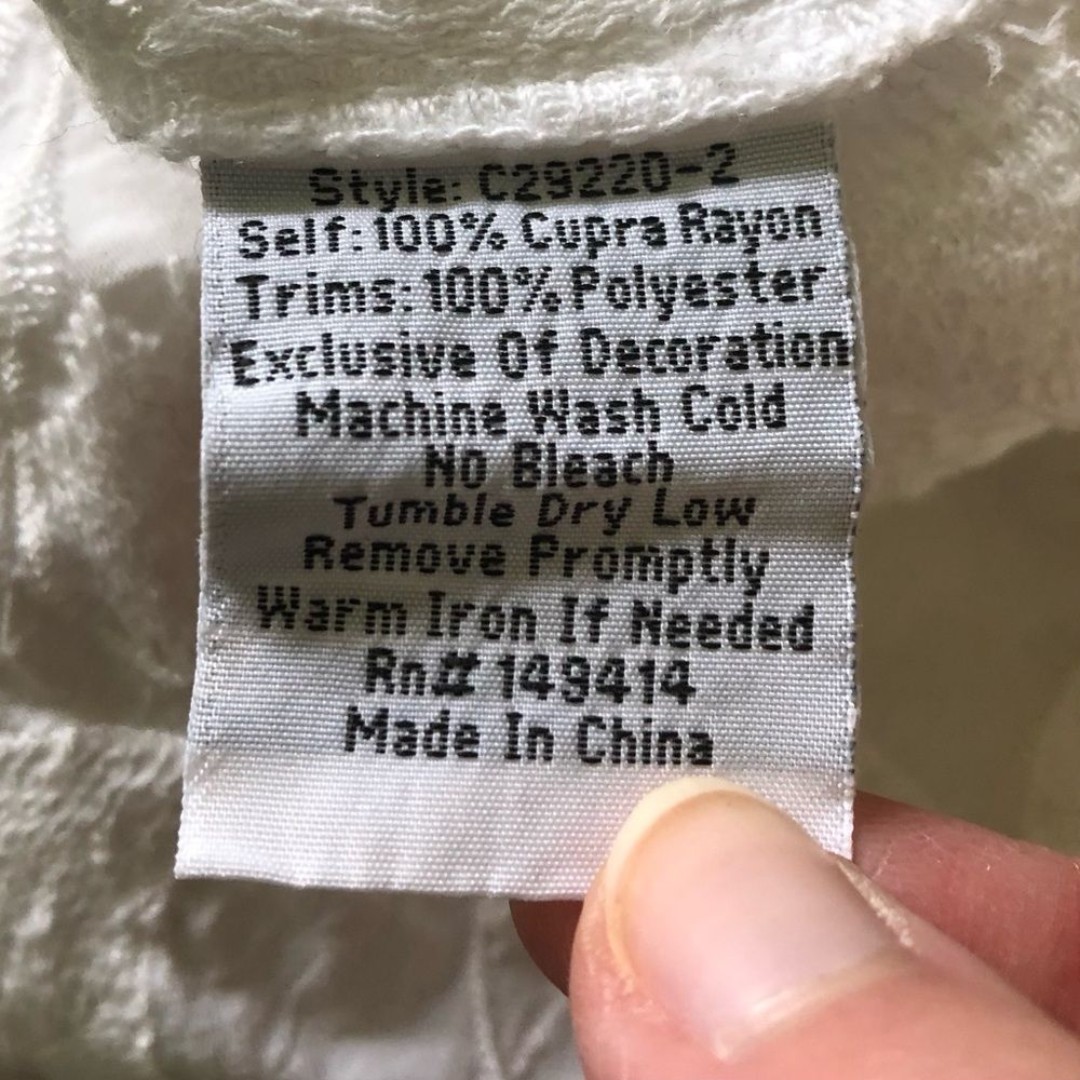 Style: C29220-2
Self: 100% Cupra Rayon
Trims: 100% Polyester
Exclusive Of Decoration
Machine Wash Cold
No Bleach
Tumble Dry Low
Remove Promptly
Warm Iron If Needed
Rn# 149414
Made In China